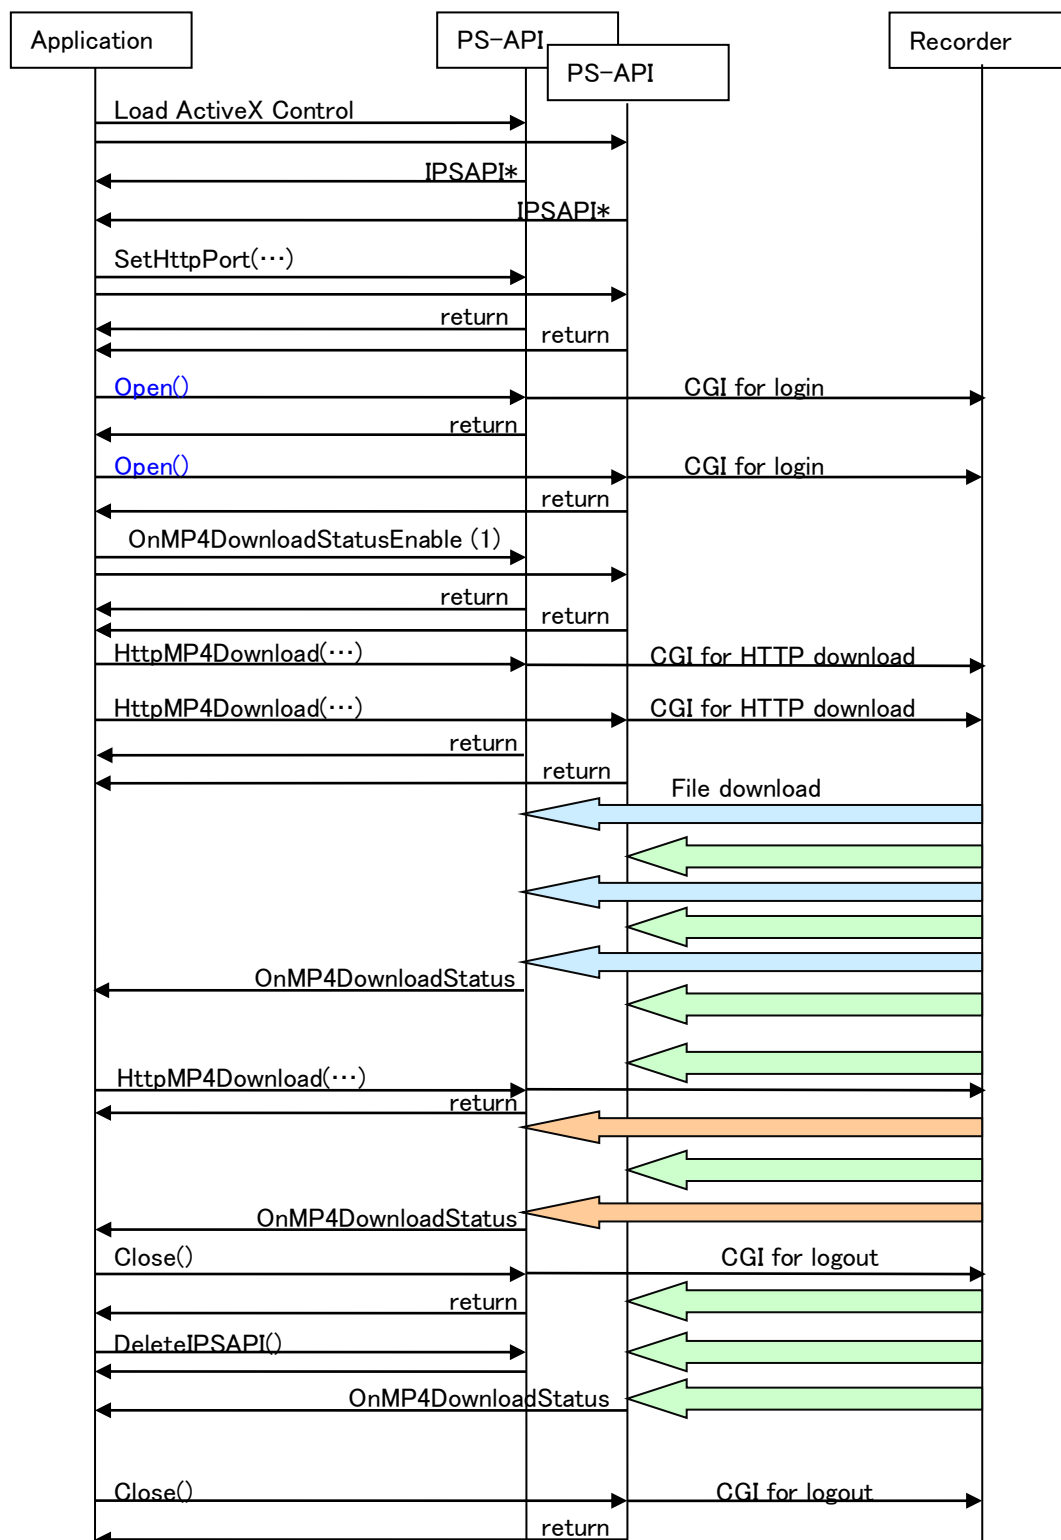 Application
PS-API
PS-API
Recorder
Load ActiveX Control
IPSAPI*
IPSAPI*
SetHttpPort(･･･)
return
return
Open()
CGI for login
return
Open()
CGI for login
return
OnMP4DownloadStatusEnable (1)
return
return
HttpMP4Download(･･･)
CGI for HTTP download
HttpMP4Download(･･･)
CGI for HTTP download
return
return
File download
OnMP4DownloadStatus
HttpMP4Download(･･･)
return
OnMP4DownloadStatus
Close()
CGI for logout
return
DeleteIPSAPI()
OnMP4DownloadStatus
Close()
CGI for logout
return